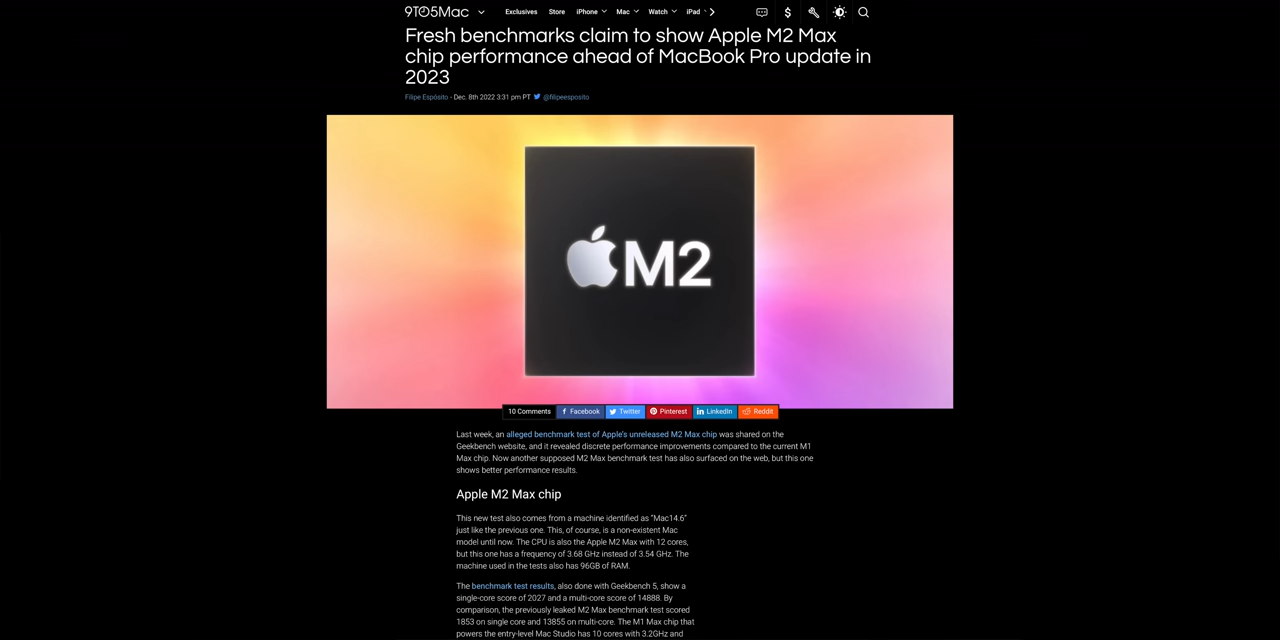 9TO5Mac Exclusives Store iPhone Mac Watch iPad
Fresh benchmarks claim to show Apple M2 Max
chip performance ahead of MacBook Pro update in
2023
Filipe Espósito - Dec. 8th 2022 3:31 pm PT @filipeesposito
M2
10 Comments Facebook Twitter Pinterest LinkedIn Reddit
Last week, an alleged benchmark test of Apple's unreleased M2 Max chip was shared on the
Geekbench website, and it revealed discrete performance improvements compared to the current M1
Max chip. Now another supposed M2 Max benchmark test has also surfaced on the web, but this one
shows better performance results.
Apple M2 Max chip
This new test also comes from a machine identified as "Mac14.6"
just like the previous one. This, of course, is a non-existent Mac
model until now. The CPU is also the Apple M2 Max with 12 cores,
but this one has a frequency of 3.68 GHz instead of 3.54 GHz. The
machine used in the tests also has 96GB of RAM.
The benchmark test results, also done with Geekbench 5, show a
single-core score of 2027 and a multi-core score of 14888. By
comparison, the previously leaked M2 Max benchmark test scored
1853 on single core and 13855 on multi-core. The M1 Max chip that
powers the entry-level Mac Studio has 10 cores with 3.2GHz and